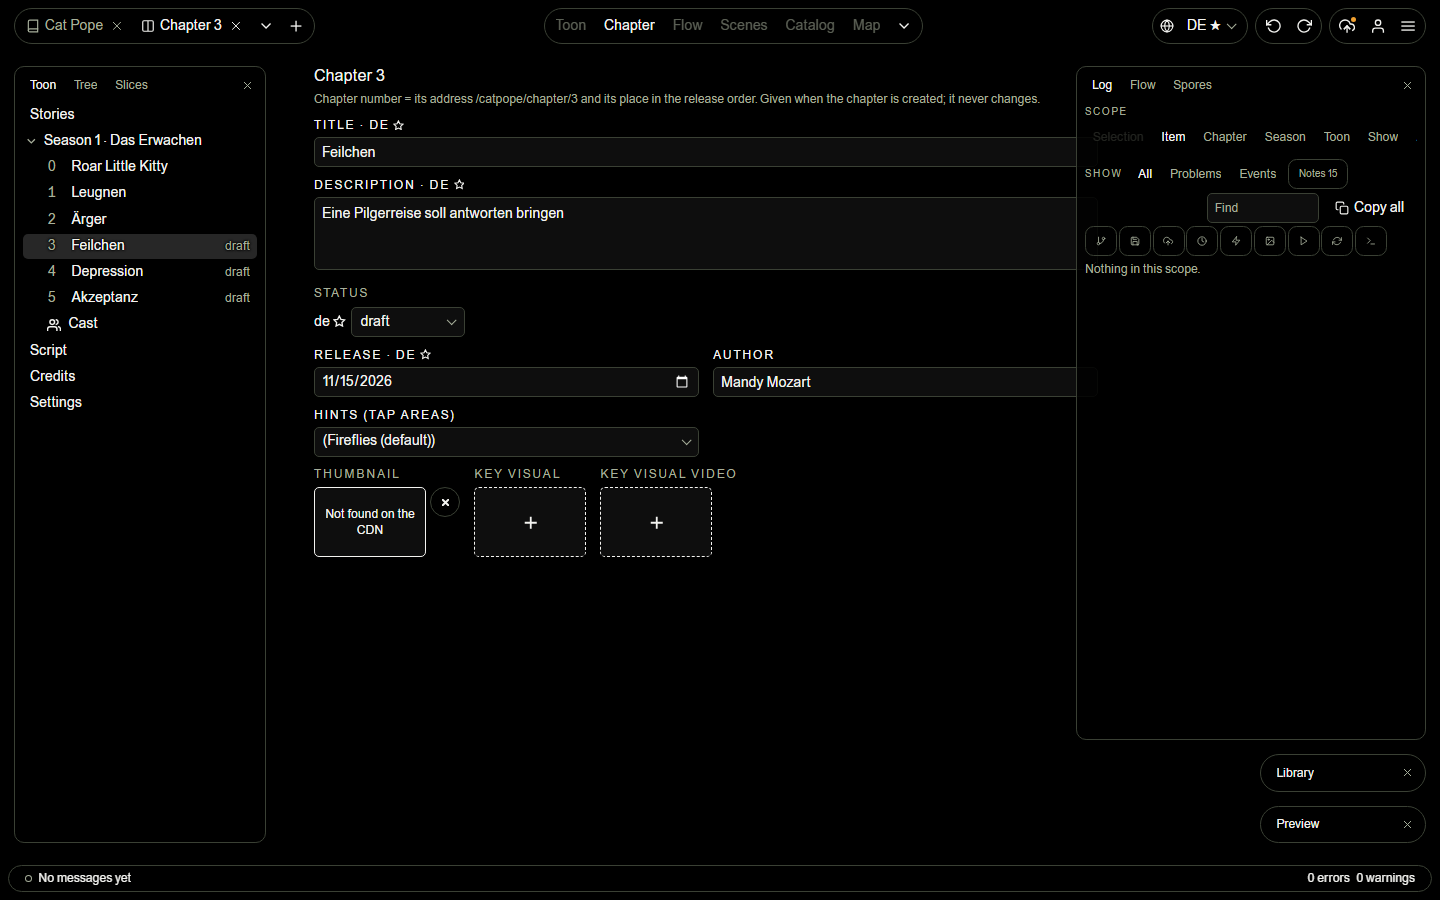 Cat Pope
Chapter 3
Toon Chapter Flow Scenes Catalog Map
DE ★
Toon Tree Slices
Stories
Season 1 · Das Erwachen
0 Roar Little Kitty
1 Leugnen
2 Ärger
3 Feilchen draft
4 Depression draft
5 Akzeptanz draft
Cast
Script
Credits
Settings
Chapter 3
Chapter number = its address /catpope/chapter/3 and its place in the release order. Given when the chapter is created; it never changes.
TITLE · DE ☆
Feilchen
DESCRIPTION · DE ☆
Eine Pilgerreise soll antworten bringen
STATUS
de ☆ draft
RELEASE · DE ☆ AUTHOR
11/15/2026 Mandy Mozart
HINTS (TAP AREAS)
(Fireflies (default))
THUMBNAIL KEY VISUAL KEY VISUAL VIDEO
Not found on the
CDN
Log Flow Spores
SCOPE
Selection Item Chapter Season Toon Show
SHOW All Problems Events Notes 15
Find Copy all
Nothing in this scope.
Library
Preview
No messages yet
0 errors 0 warnings